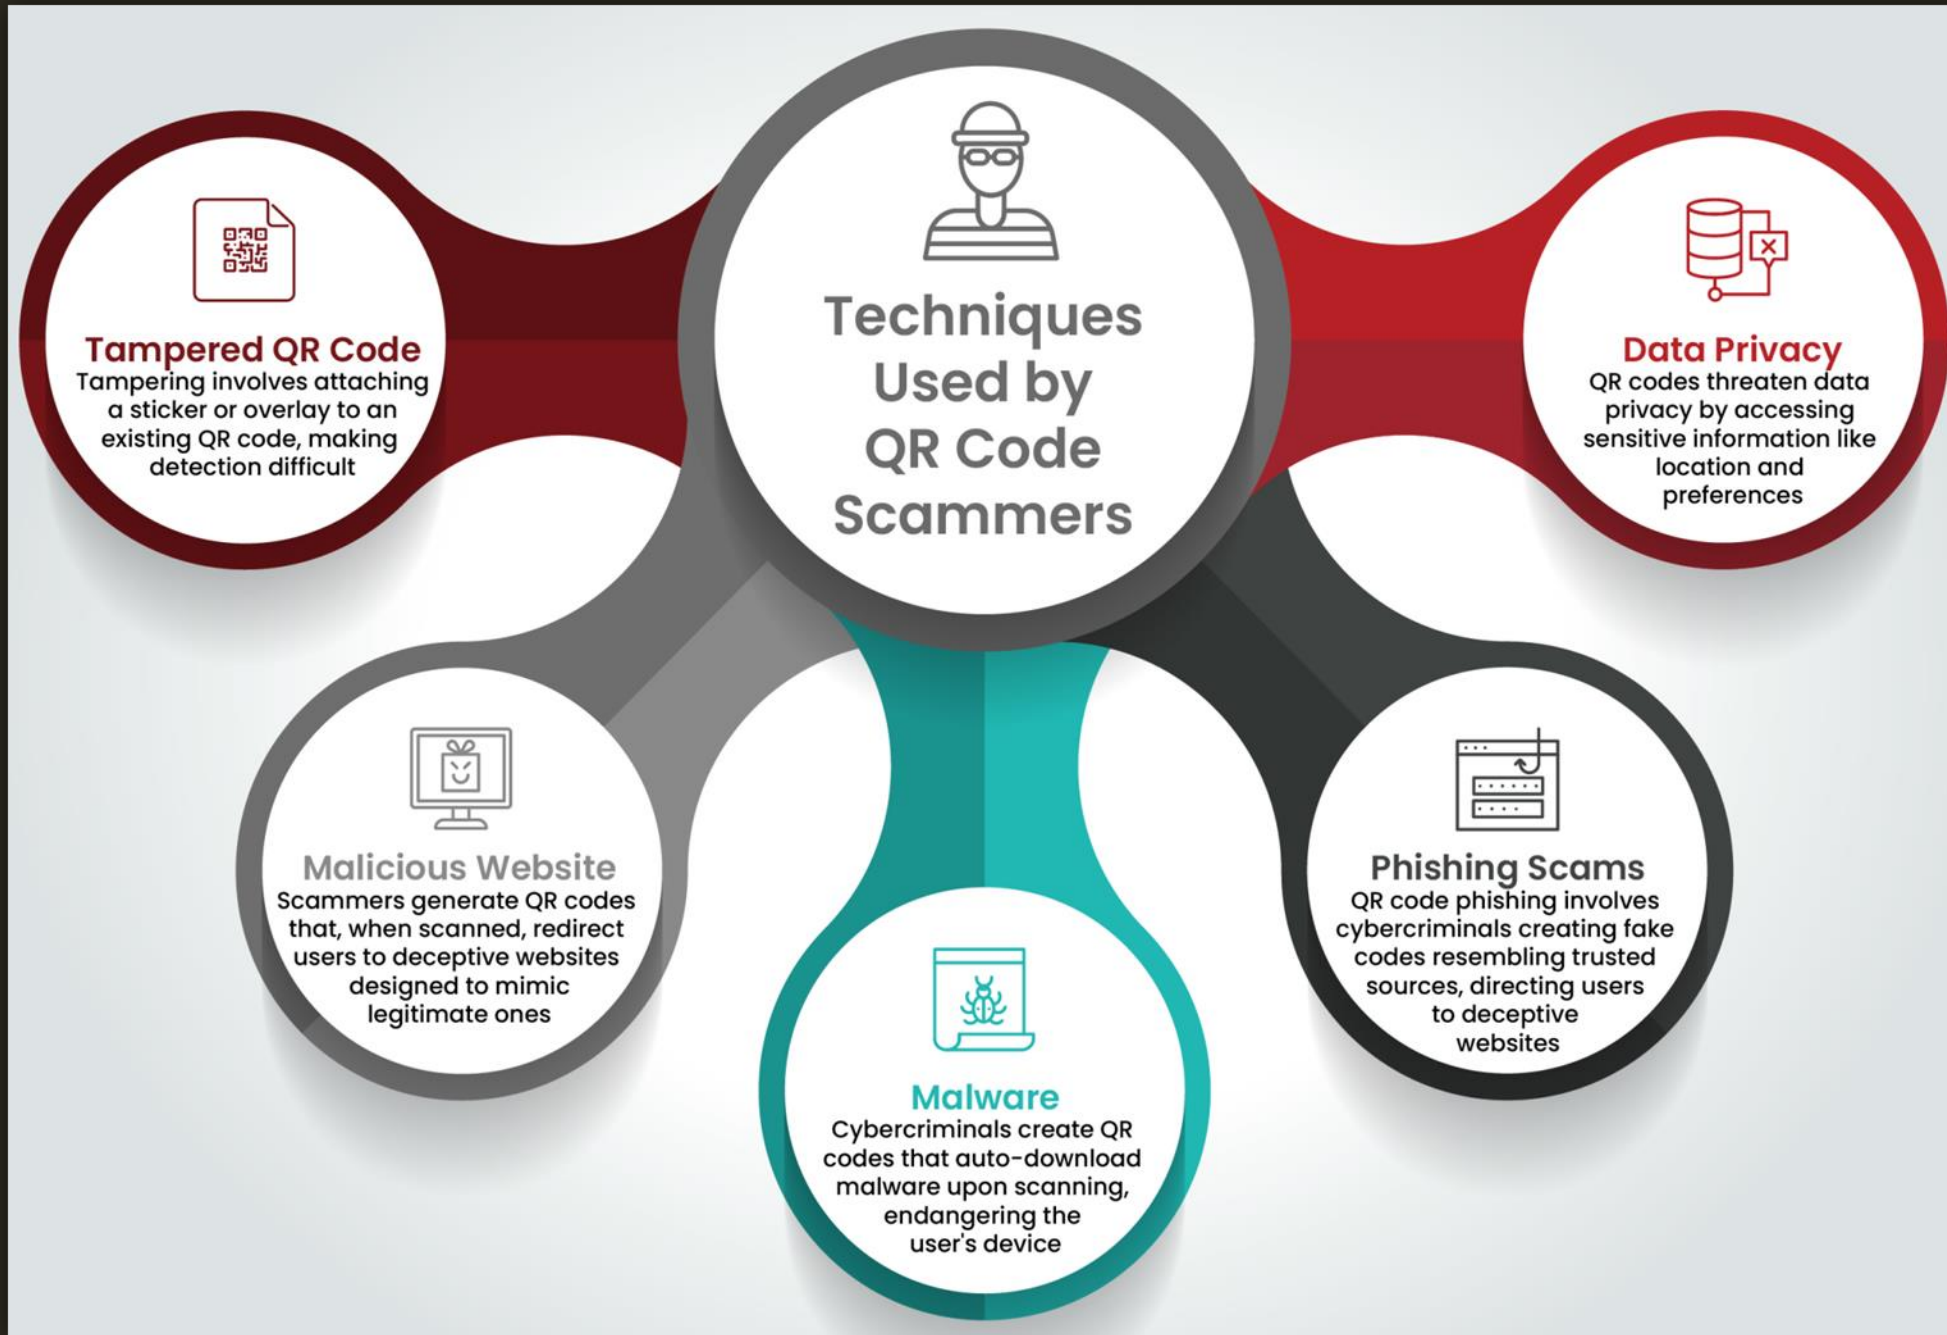 Techniques
Used by
QR Code
Scammers
Tampered QR Code
Tampering involves attaching
a sticker or overlay to an
existing QR code, making
detection difficult
Malicious Website
Scammers generate QR codes
that, when scanned, redirect
users to deceptive websites
designed to mimic
legitimate ones
Malware
Cybercriminals create QR
codes that auto-download
malware upon scanning,
endangering the
user's device
Phishing Scams
QR code phishing involves
cybercriminals creating fake
codes resembling trusted
sources, directing users
to deceptive
websites
Data Privacy
QR codes threaten data
privacy by accessing
sensitive information like
location and
preferences